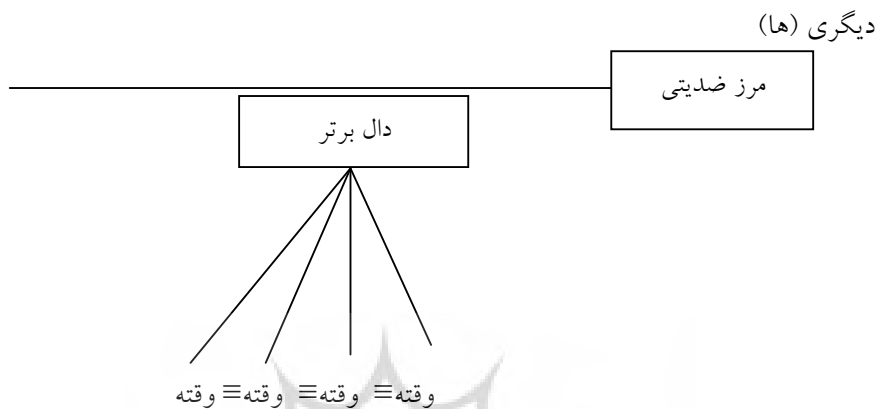 دیگری (ها)
مرز ضدیتی
دال برتر
وقته≡ وقته ≡ وقته≡ وقته